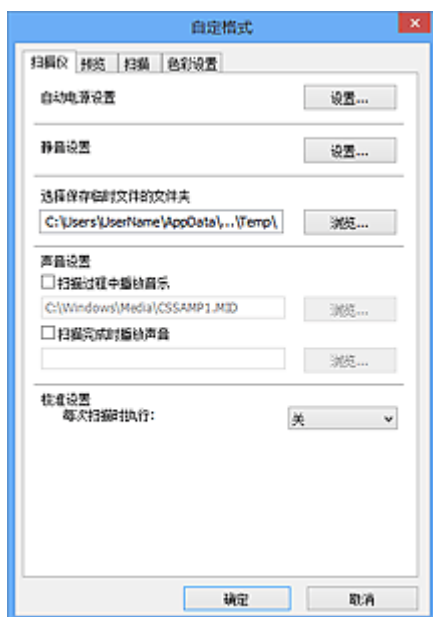 自定格式
扫描仪 预览 扫描 色彩设置
自动电源设置 设置...
静音设置 设置...
选择保存临时文件的文件夹
C:\Users\UserName\AppData\...\Temp\ 浏览...
声音设置
扫描过程中播放音乐
C:\Windows\Media\CSSAMP1.MID 浏览...
扫描完成时播放声音
浏览...
校准设置
每次扫描时执行: 关
确定 取消